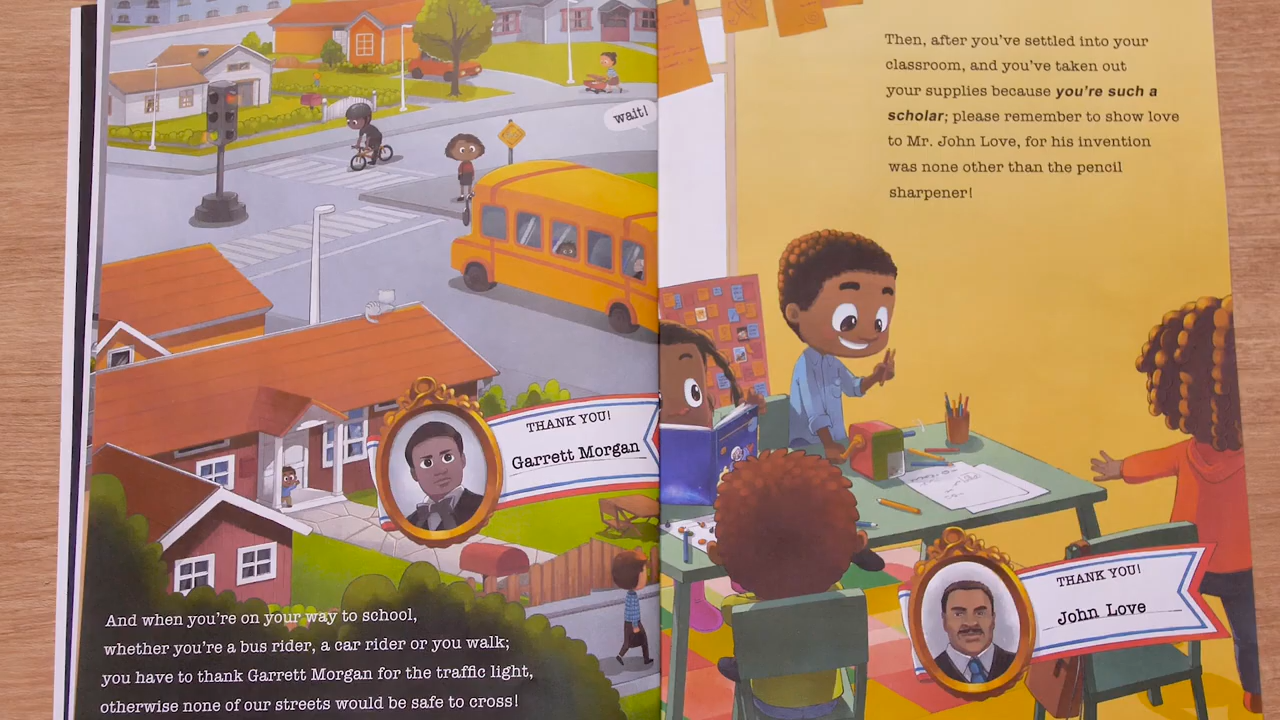 wait!
THANK YOU!
Garrett Morgan
And when you're on your way to school,
whether you're a bus rider, a car rider or you walk;
you have to thank Garrett Morgan for the traffic light,
otherwise none of our streets would be safe to cross!
Then, after you've settled into your
classroom, and you've taken out
your supplies because you're such a
scholar; please remember to show love
to Mr. John Love, for his invention
was none other than the pencil
sharpener!
THANK YOU!
John Love